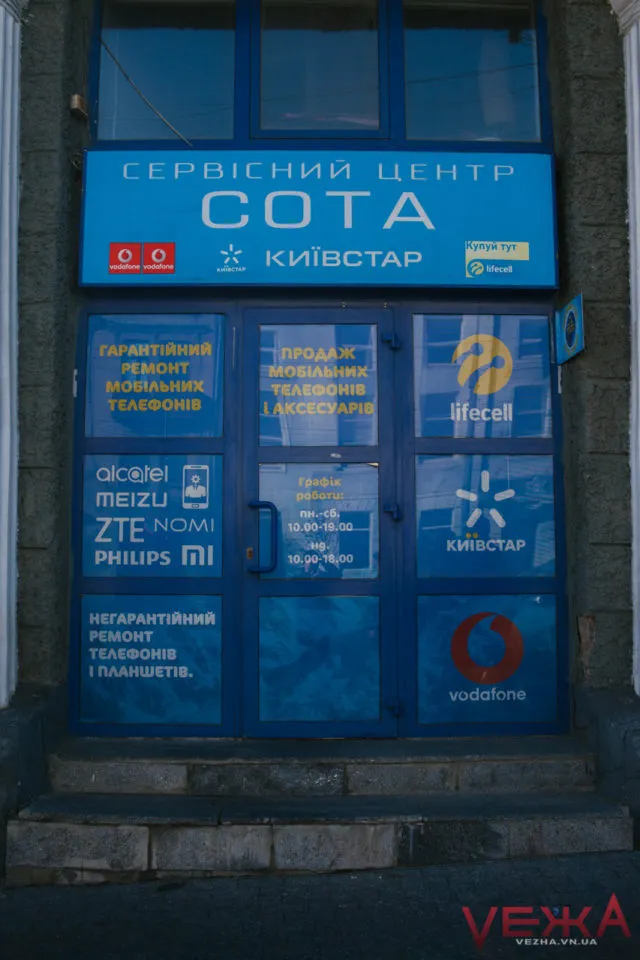 СЕРВІСНИЙ ЦЕНТР
СОТА
vodafone vodafone
КИЇВСТАР
КИЇВСТАР
Купуй тут
lifecell
ГАРАНТІЙНИЙ
РЕМОНТ
МОБІЛЬНИХ
ТЕЛЕФОНІВ
ПРОДАЖ
МОБІЛЬНИХ
ТЕЛЕФОНІВ
І АКСЕСУАРІВ
lifecell
alcatel
MEIZU
ZTE NOMI
PHILIPS MI
Графік
роботи:
пн.-сб.
10.00-19.00
нд.
10.00-18.00
КИЇВСТАР
НЕГАРАНТІЙНИЙ
РЕМОНТ
ТЕЛЕФОНІВ
І ПЛАНШЕТІВ.
vodafone
VЕЖА
VEZHA.VN.UA